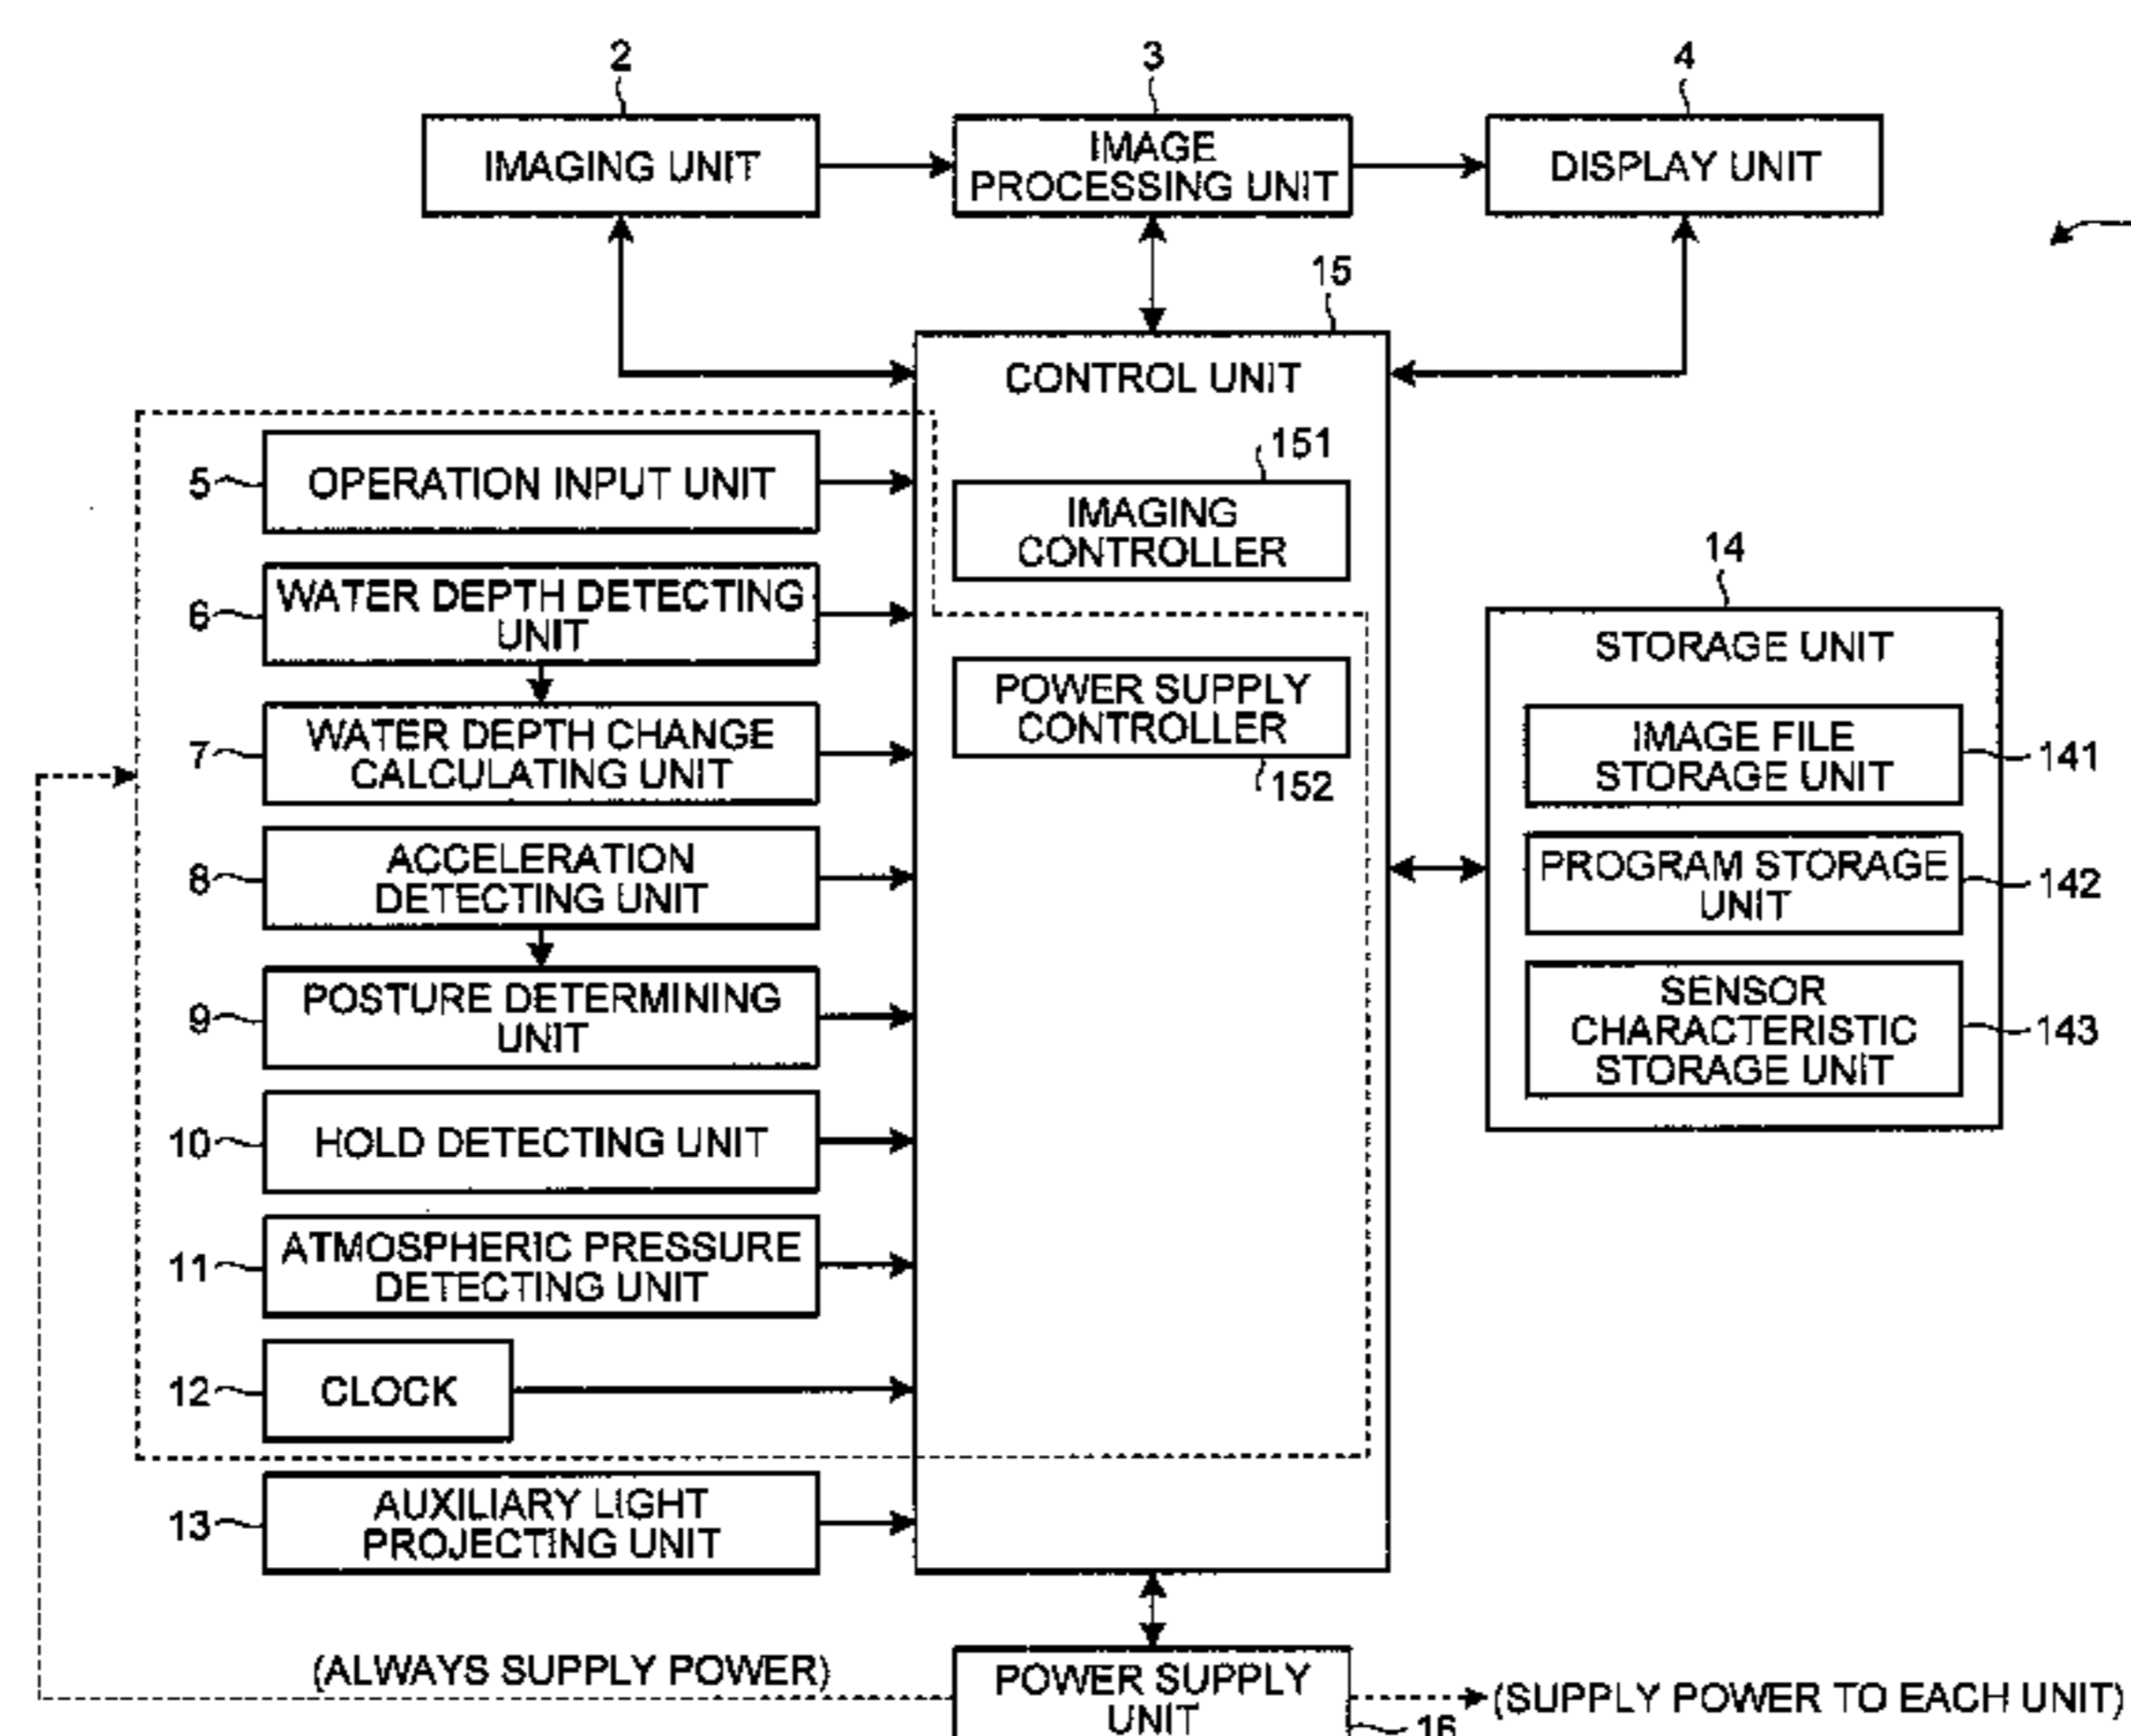 2
3
4
IMAGING UNIT
IMAGE
PROCESSING UNIT
DISPLAY UNIT
15
CONTROL UNIT
5
OPERATION INPUT UNIT
151
IMAGING
CONTROLLER
6
WATER DEPTH DETECTING
UNIT
7
WATER DEPTH CHANGE
CALCULATING UNIT
POWER SUPPLY
CONTROLLER
152
8
ACCELERATION
DETECTING UNIT
9
POSTURE DETERMINING
UNIT
10
HOLD DETECTING UNIT
11
ATMOSPHERIC PRESSURE
DETECTING UNIT
12
CLOCK
13
AUXILIARY LIGHT
PROJECTING UNIT
14
STORAGE UNIT
IMAGE FILE
STORAGE UNIT
141
PROGRAM STORAGE
UNIT
142
SENSOR
CHARACTERISTIC
STORAGE UNIT
143
(ALWAYS SUPPLY POWER)
POWER SUPPLY
UNIT
16
(SUPPLY POWER TO EACH UNIT)